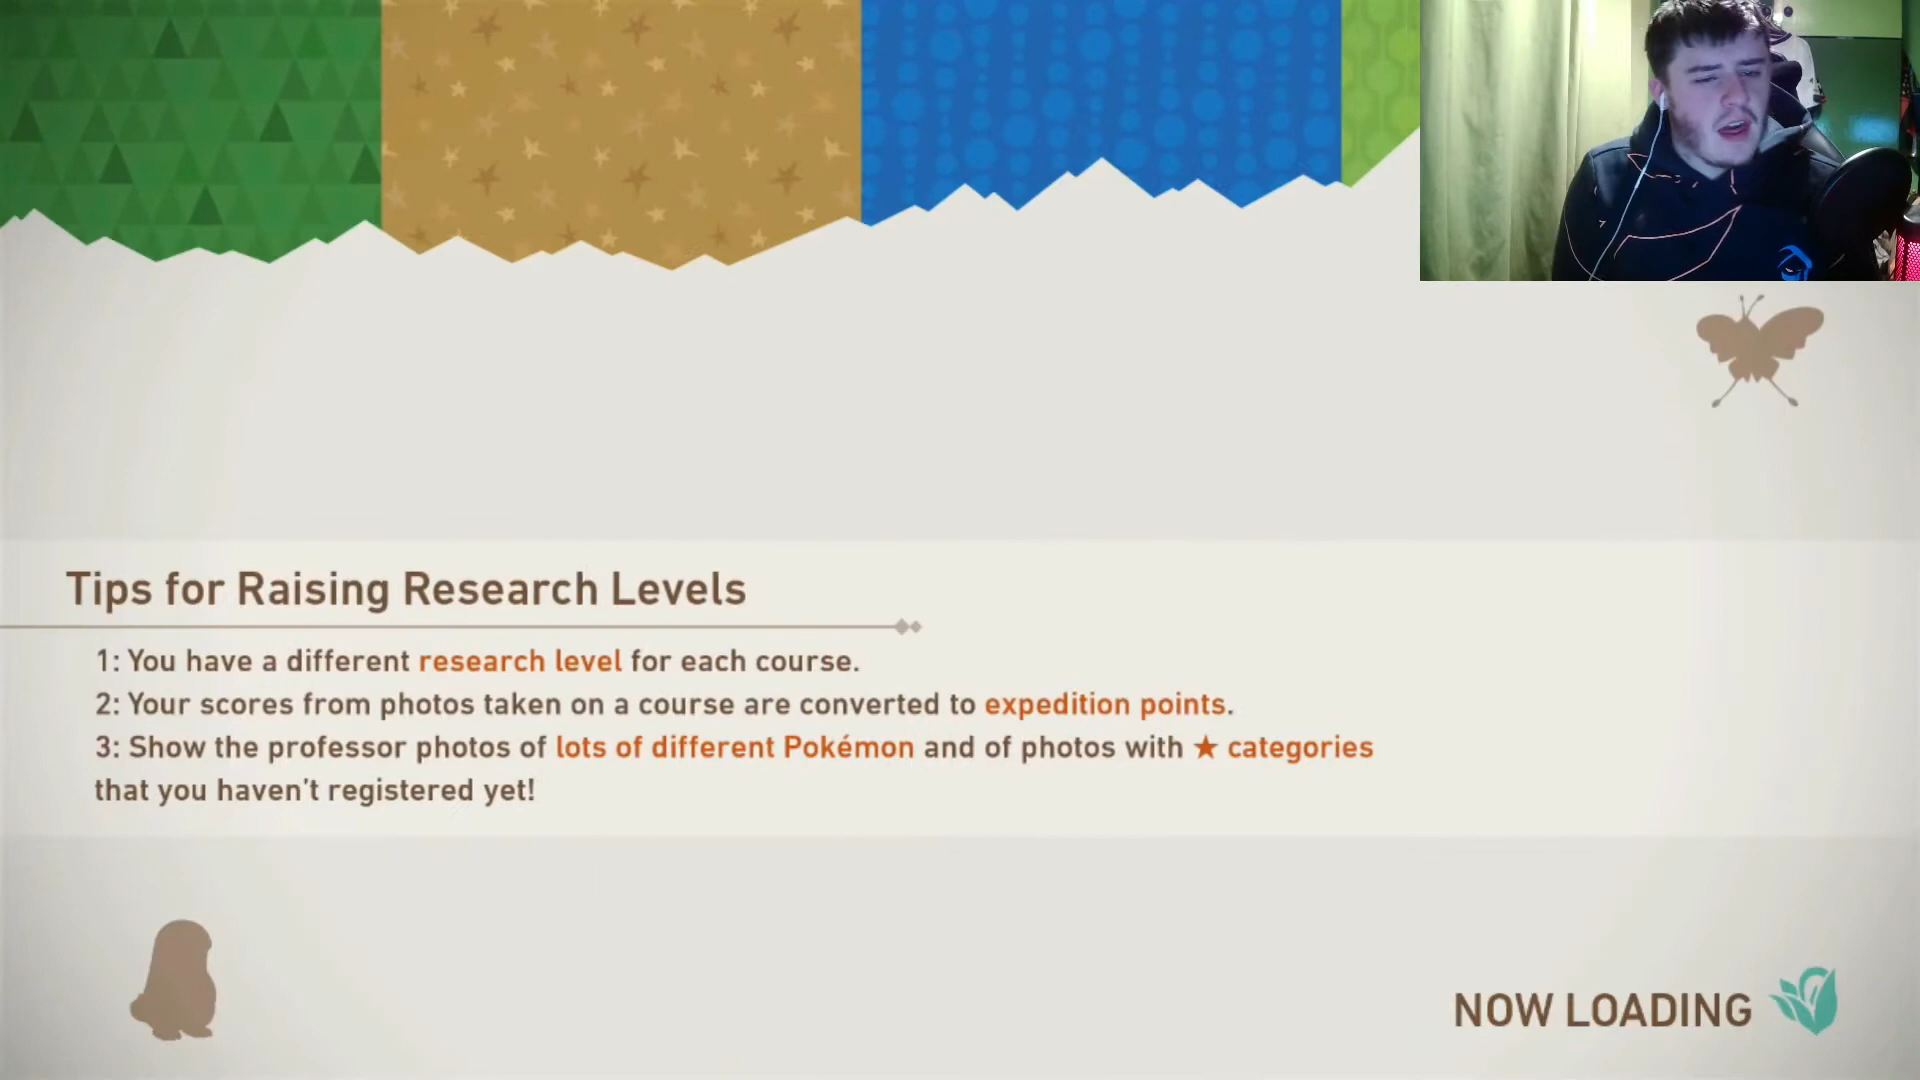 Tips for Raising Research Levels
1: You have a different research level for each course.
2: Your scores from photos taken on a course are converted to expedition points.
3: Show the professor photos of lots of different Pokémon and of photos with ★ categories
that you haven't registered yet!
NOW LOADING